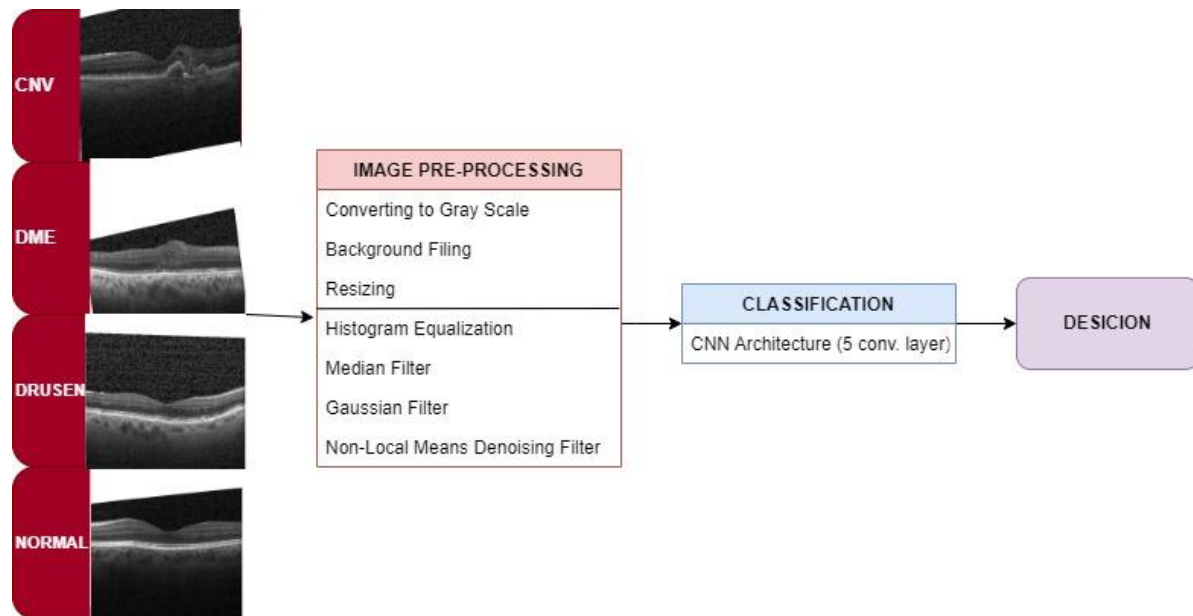 CNV
DME
DRUSEN
NORMAL
IMAGE PRE-PROCESSING
Converting to Gray Scale
Background Filing
Resizing
Histogram Equalization
Median Filter
Gaussian Filter
Non-Local Means Denoising Filter
CLASSIFICATION
CNN Architecture (5 conv. layer)
DESICION